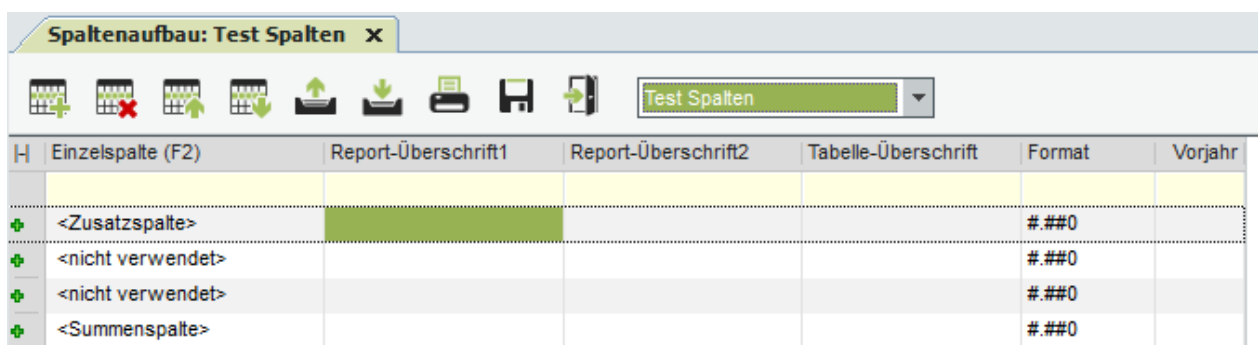 Spaltenaufbau: Test Spalten x
Test Spalten
|-| Einzelspalte (F2) Report-Überschrift1 Report-Überschrift2 Tabelle-Überschrift Format Vorjahr
<Zusatzspalte> #.##0
<nicht verwendet> #.##0
<nicht verwendet> #.##0
<Summenspalte> #.##0